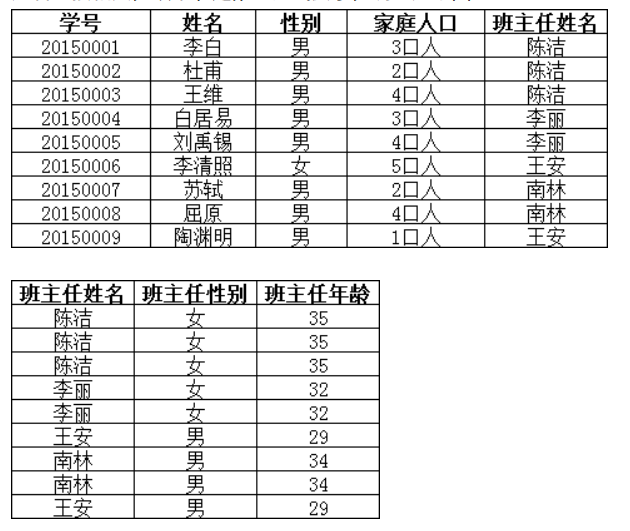 学号 姓名 性别 家庭人口 班主任姓名
20150001 李白 男 3口人 陈洁
20150002 杜甫 男 2口人 陈洁
20150003 王维 男 4口人 陈洁
20150004 白居易 男 3口人 李丽
20150005 刘禹锡 男 4口人 李丽
20150006 李清照 女 5口人 王安
20150007 苏轼 男 2口人 南林
20150008 屈原 男 4口人 南林
20150009 陶渊明 男 1口人 王安
班主任姓名 班主任性别 班主任年龄
陈洁 女 35
陈洁 女 35
陈洁 女 35
李丽 女 32
李丽 女 32
王安 男 29
南林 男 34
南林 男 34
王安 男 29